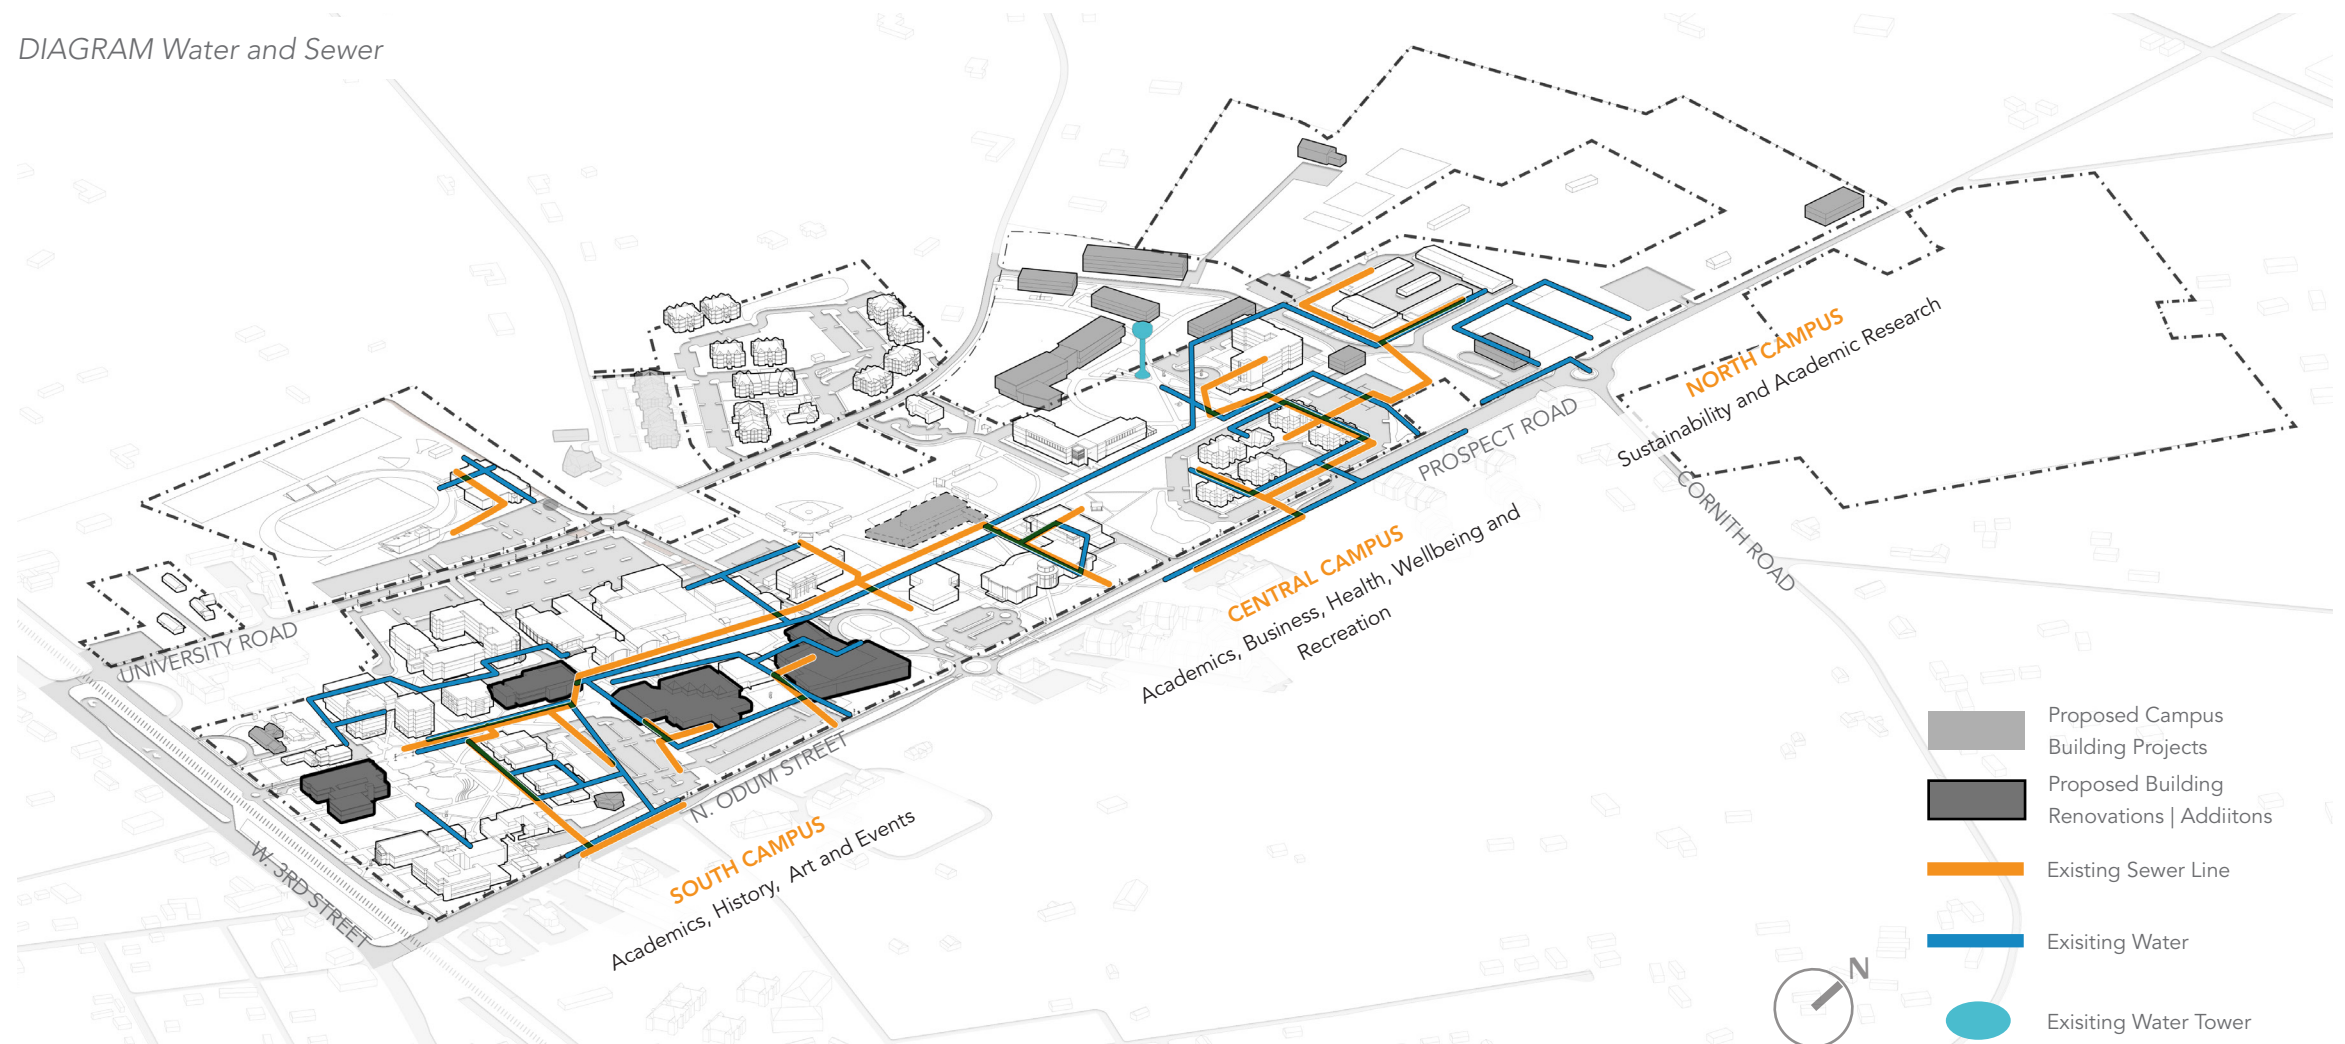 DIAGRAM Water and Sewer
NORTH CAMPUS
Sustainability and Academic Research
PROSPECT ROAD
CORNITH ROAD
CENTRAL CAMPUS
Academics, Business, Health, Wellbeing and
Recreation
UNIVERSITY ROAD
N. ODUM STREET
SOUTH CAMPUS
Academics, History, Art and Events
W. 3RD STREET
Proposed Campus
Building Projects
Proposed Building
Renovations | Addiitons
Existing Sewer Line
Exisiting Water
Exisiting Water Tower
N